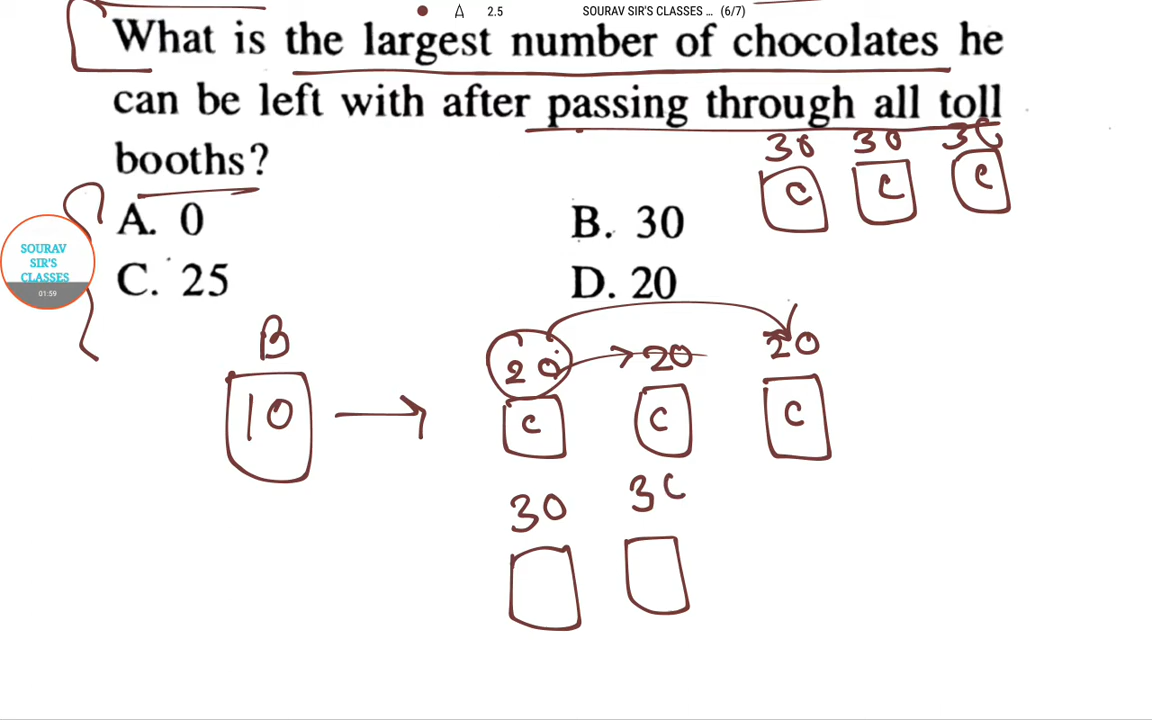 2.5 SOURAV SIR'S CLASSES ... (6/7)
What is the largest number of chocolates he
can be left with after passing through all toll
booths?
30 30 30
C C C
A. 0 B. 30
SOURAV
SIR'S
CLASSES
01:59
C. 25 D. 20
B
20 20 20
10
C C C
30 30